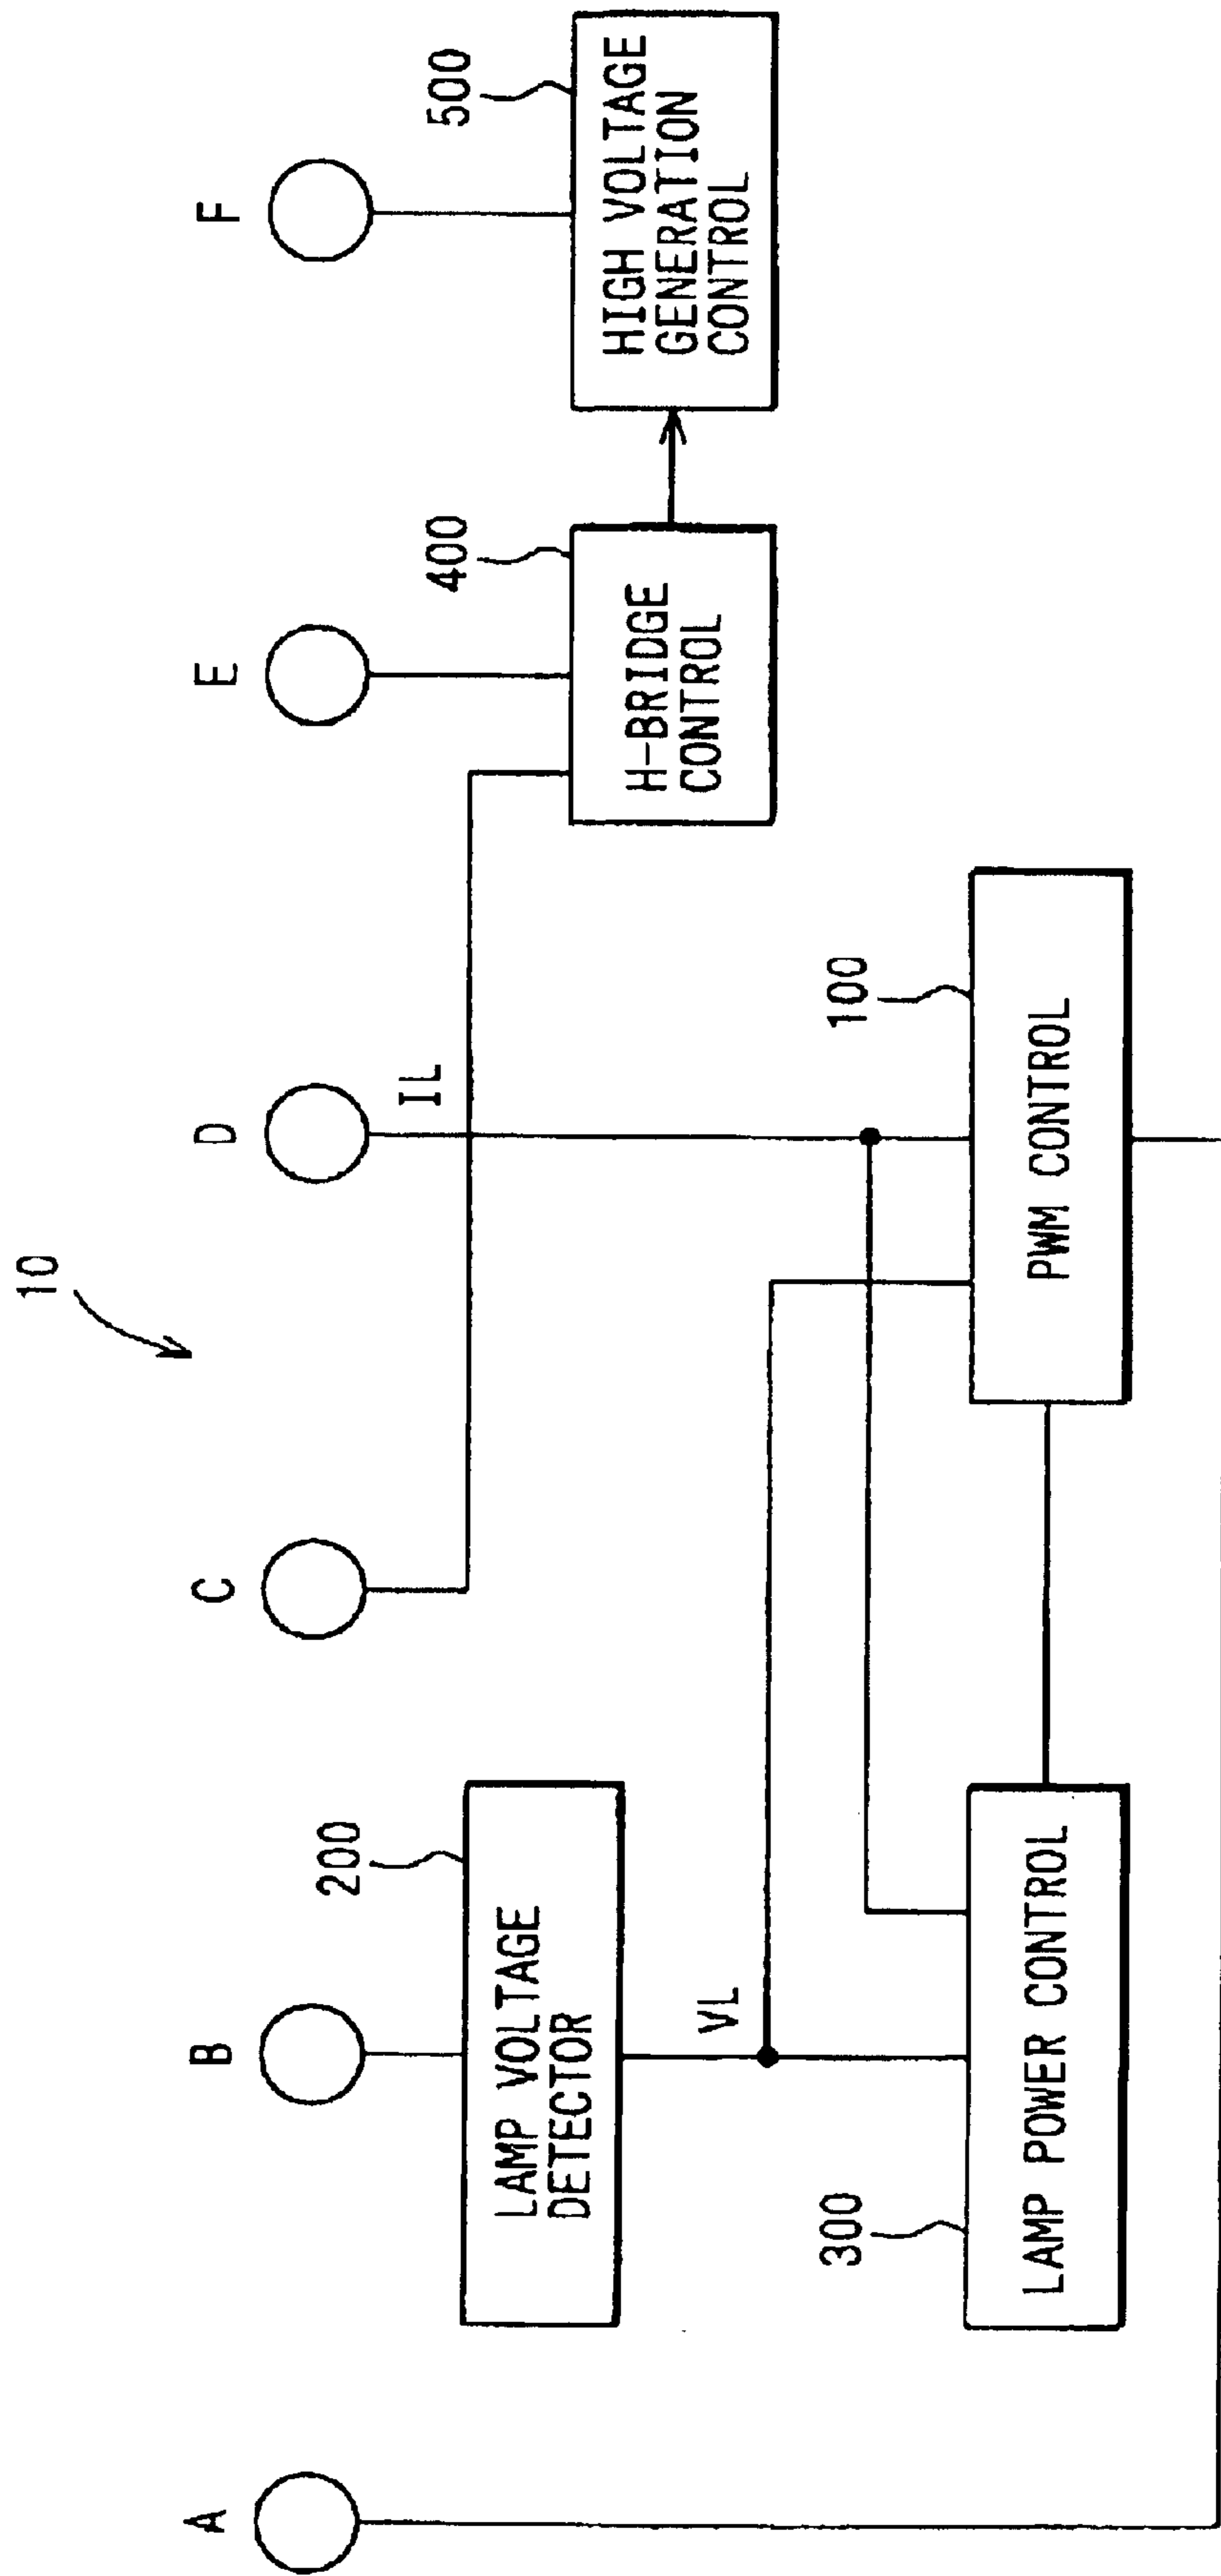 10
A
B
C
D
E
F
IL
200
LAMP VOLTAGE
DETECTOR
VL
400
H-BRIDGE
CONTROL
500
HIGH VOLTAGE
GENERATION
CONTROL
300
LAMP POWER CONTROL
100
PWM CONTROL